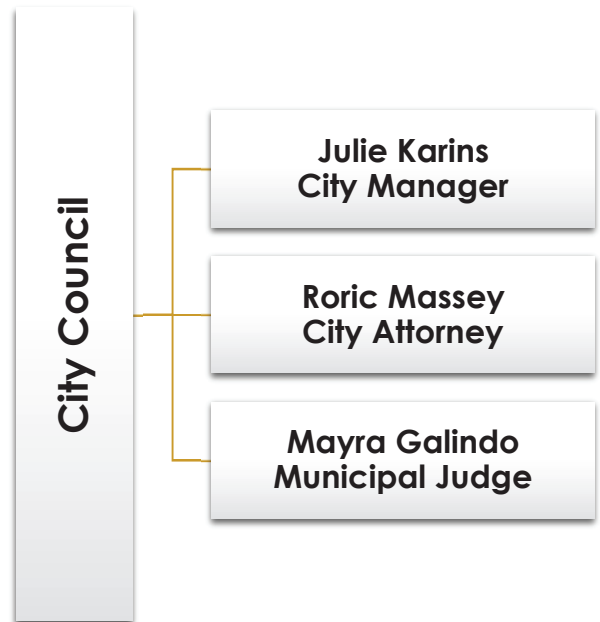 City Council
Julie Karins
City Manager
Roric Massey
City Attorney
Mayra Galindo
Municipal Judge